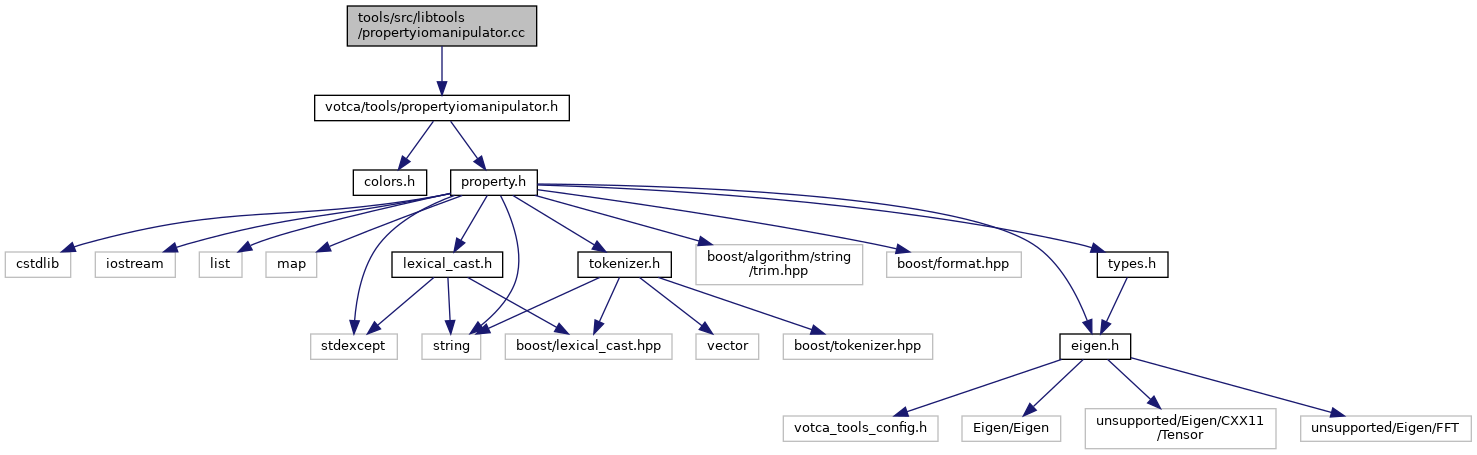 tools/src/libtools
/propertyiomanipulator.cc
votca/tools/propertyiomanipulator.h
colors.h
property.h
cstdlib
iostream
list
map
lexical_cast.h
tokenizer.h
boost/algorithm/string
/trim.hpp
boost/format.hpp
types.h
stdexcept
string
boost/lexical_cast.hpp
vector
boost/tokenizer.hpp
eigen.h
votca_tools_config.h
Eigen/Eigen
unsupported/Eigen/CXX11
/Tensor
unsupported/Eigen/FFT